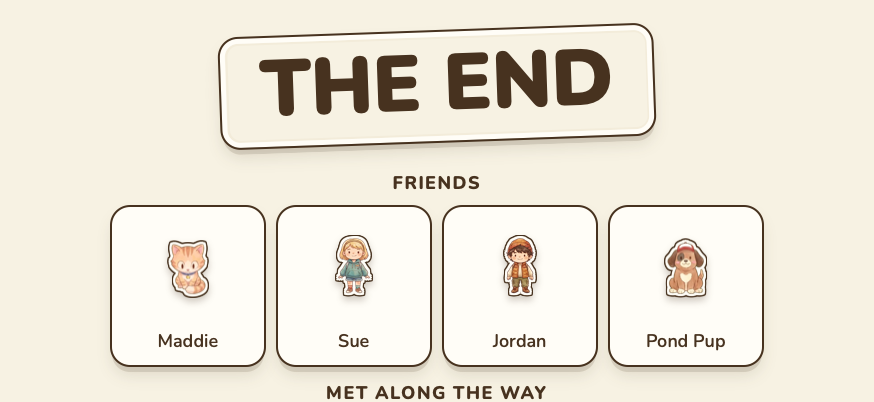 THE END
FRIENDS
Maddie
Sue
Jordan
Pond Pup
MET ALONG THE WAY